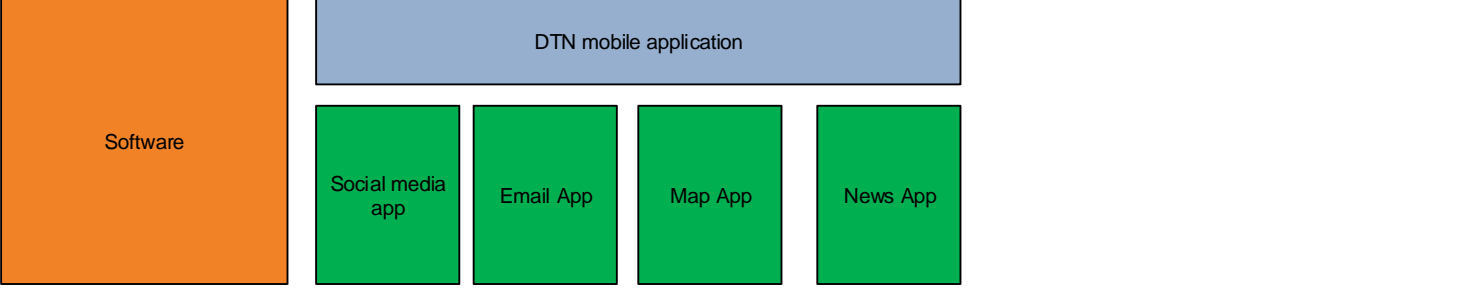 DTN mobile application
Software
Social media
app
Email App
Map App
News App